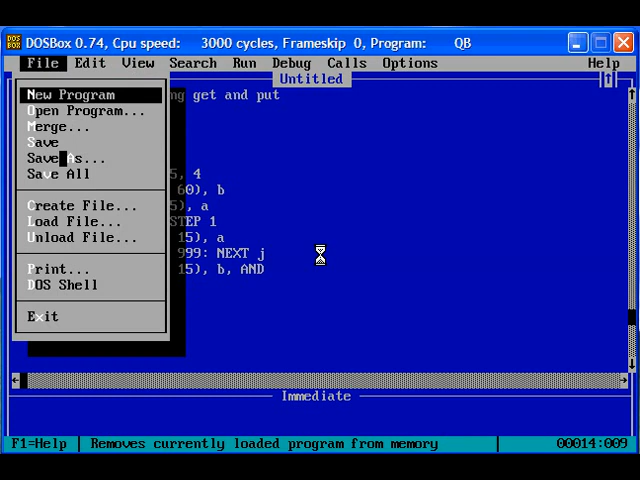 DOSBox 0.74, Cpu speed: 3000 cycles, Frameskip 0, Program: QB
File Edit View Search Run Debug Calls Options Help
Untitled
New Program
ng get and put
Open Program...
Merge...
Save
Save As...
Save All
5, 4
60), b
Create File...
5), a
Load File...
STEP 1
Unload File...
15), a
999: NEXT j
Print...
15), b, AND
DOS Shell
Exit
Immediate
F1=Help Removes currently loaded program from memory 00014:009